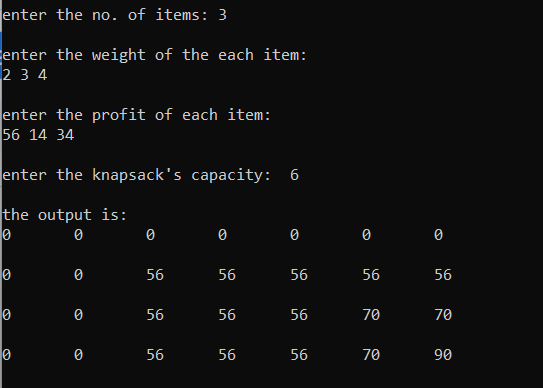 enter the no. of items: 3
enter the weight of the each item:
2 3 4
enter the profit of each item:
56 14 34
enter the knapsack's capacity:  6
the output is:
0 0 0 0 0 0 0
0 0 56 56 56 56 56
0 0 56 56 56 70 70
0 0 56 56 56 70 90